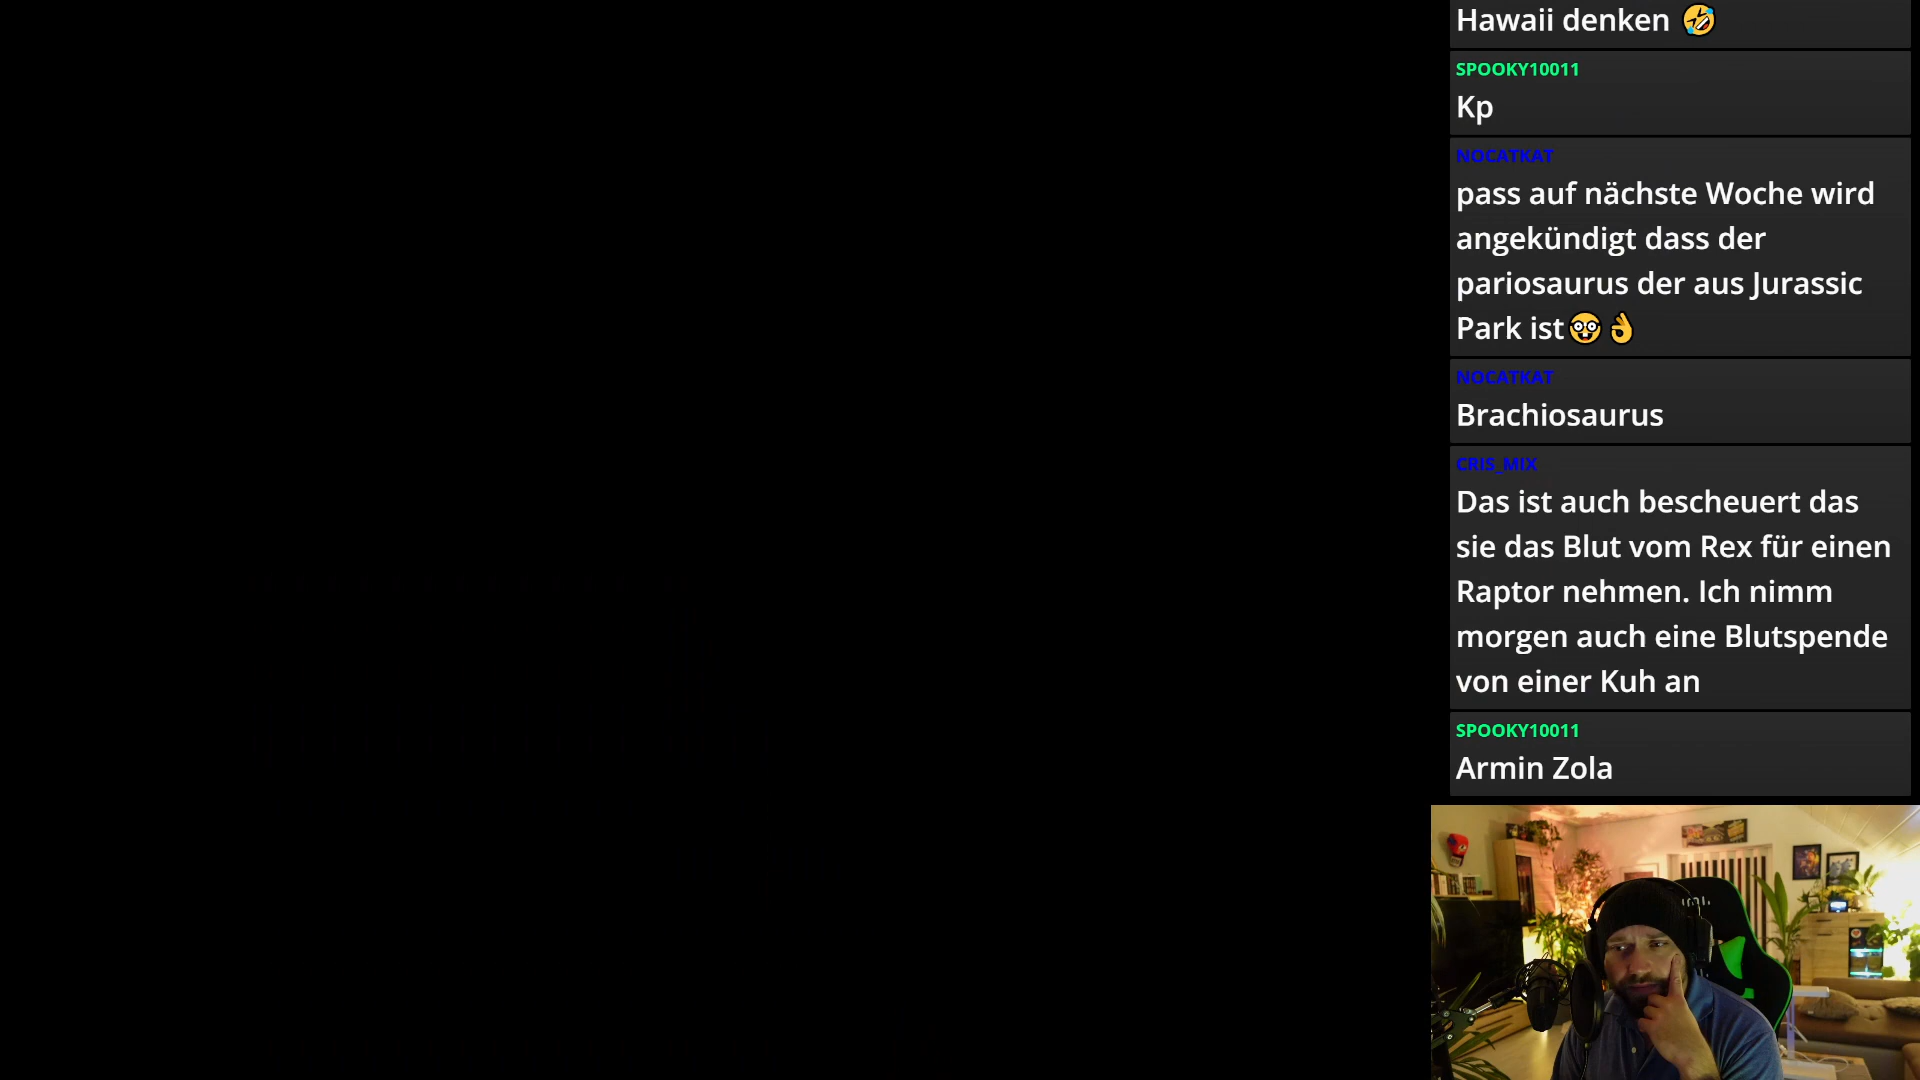 Hawaii denken 🤣
SPOOKY10011
Kp
NOCATKAT
pass auf nächste Woche wird
angekündigt dass der
pariosaurus der aus Jurassic
Park ist🤓👌
NOCATKAT
Brachiosaurus
CRIS_MIX
Das ist auch bescheuert das
sie das Blut vom Rex für einen
Raptor nehmen. Ich nimm
morgen auch eine Blutspende
von einer Kuh an
SPOOKY10011
Armin Zola